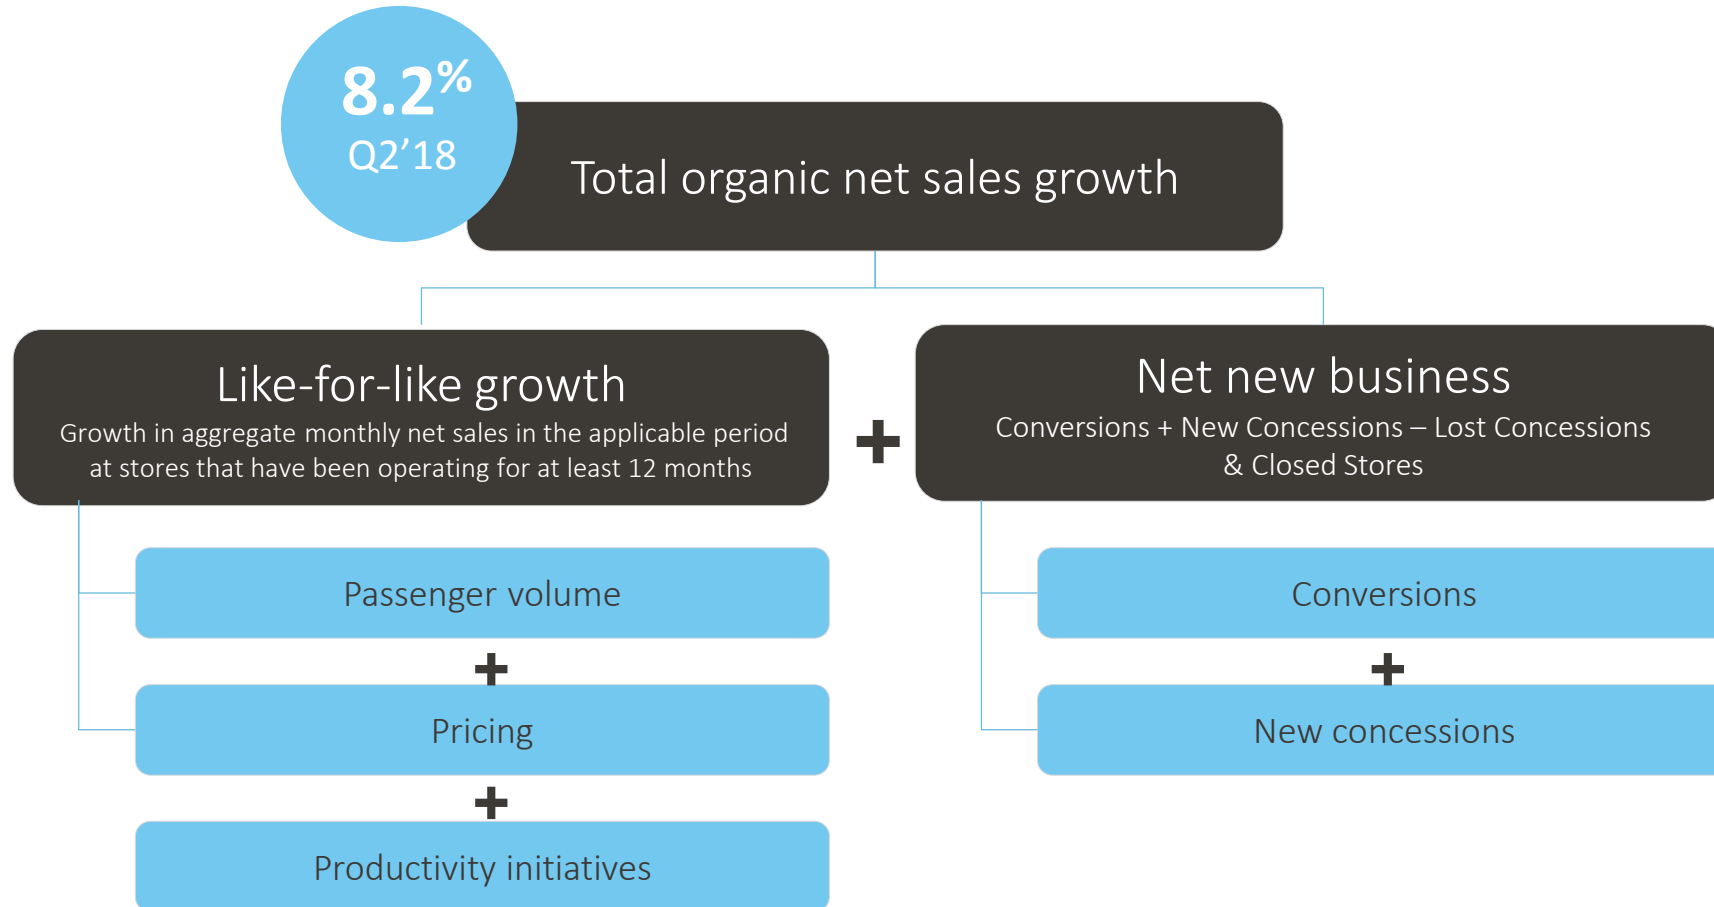 8.2%
Q2’18
Total organic net sales growth
Like-for-like growth
Growth in aggregate monthly net sales in the applicable period
at stores that have been operating for at least 12 months
+
Net new business
Conversions + New Concessions – Lost Concessions
& Closed Stores
Passenger volume
+
Pricing
+
Productivity initiatives
Conversions
+
New concessions